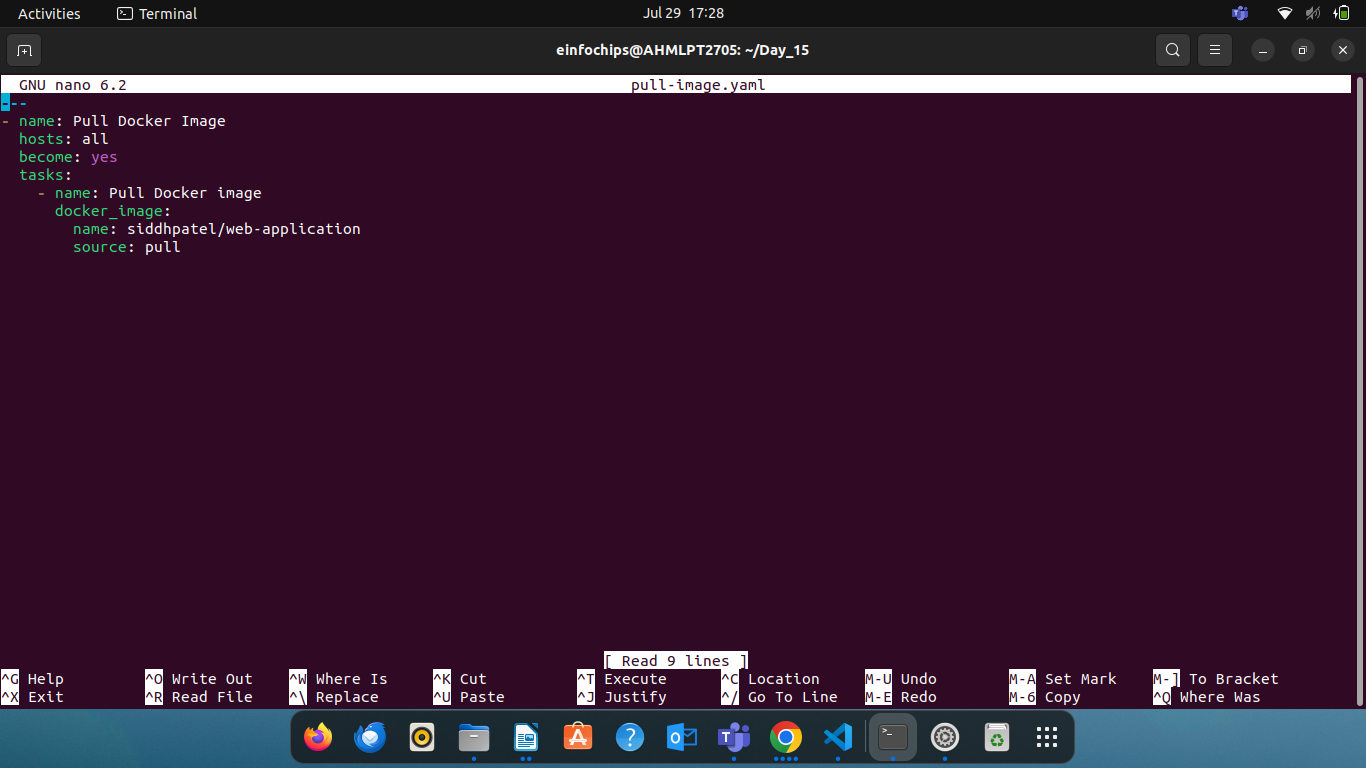 Activities Terminal Jul 29 17:28
einfochips@AHMLPT2705: ~/Day_15
GNU nano 6.2 pull-image.yaml
---
- name: Pull Docker Image
  hosts: all
  become: yes
  tasks:
    - name: Pull Docker image
      docker_image:
        name: siddhpatel/web-application
        source: pull
[ Read 9 lines ]
^G Help ^O Write Out ^W Where Is ^K Cut ^T Execute ^C Location M-U Undo M-A Set Mark M-] To Bracket
^X Exit ^R Read File ^\ Replace ^U Paste ^J Justify ^/ Go To Line M-E Redo M-6 Copy ^Q Where Was